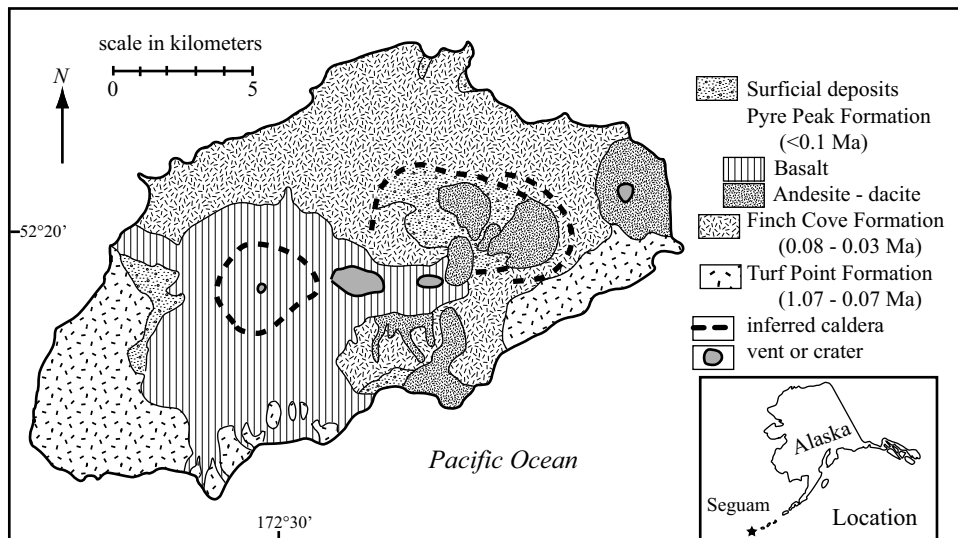 scale in kilometers
0 5
N
52°20'
172°30'
Pacific Ocean
Surficial deposits
Pyre Peak Formation
(<0.1 Ma)
Basalt
Andesite - dacite
Finch Cove Formation
(0.08 - 0.03 Ma)
Turf Point Formation
(1.07 - 0.07 Ma)
inferred caldera
vent or crater
Alaska
Seguam
Location